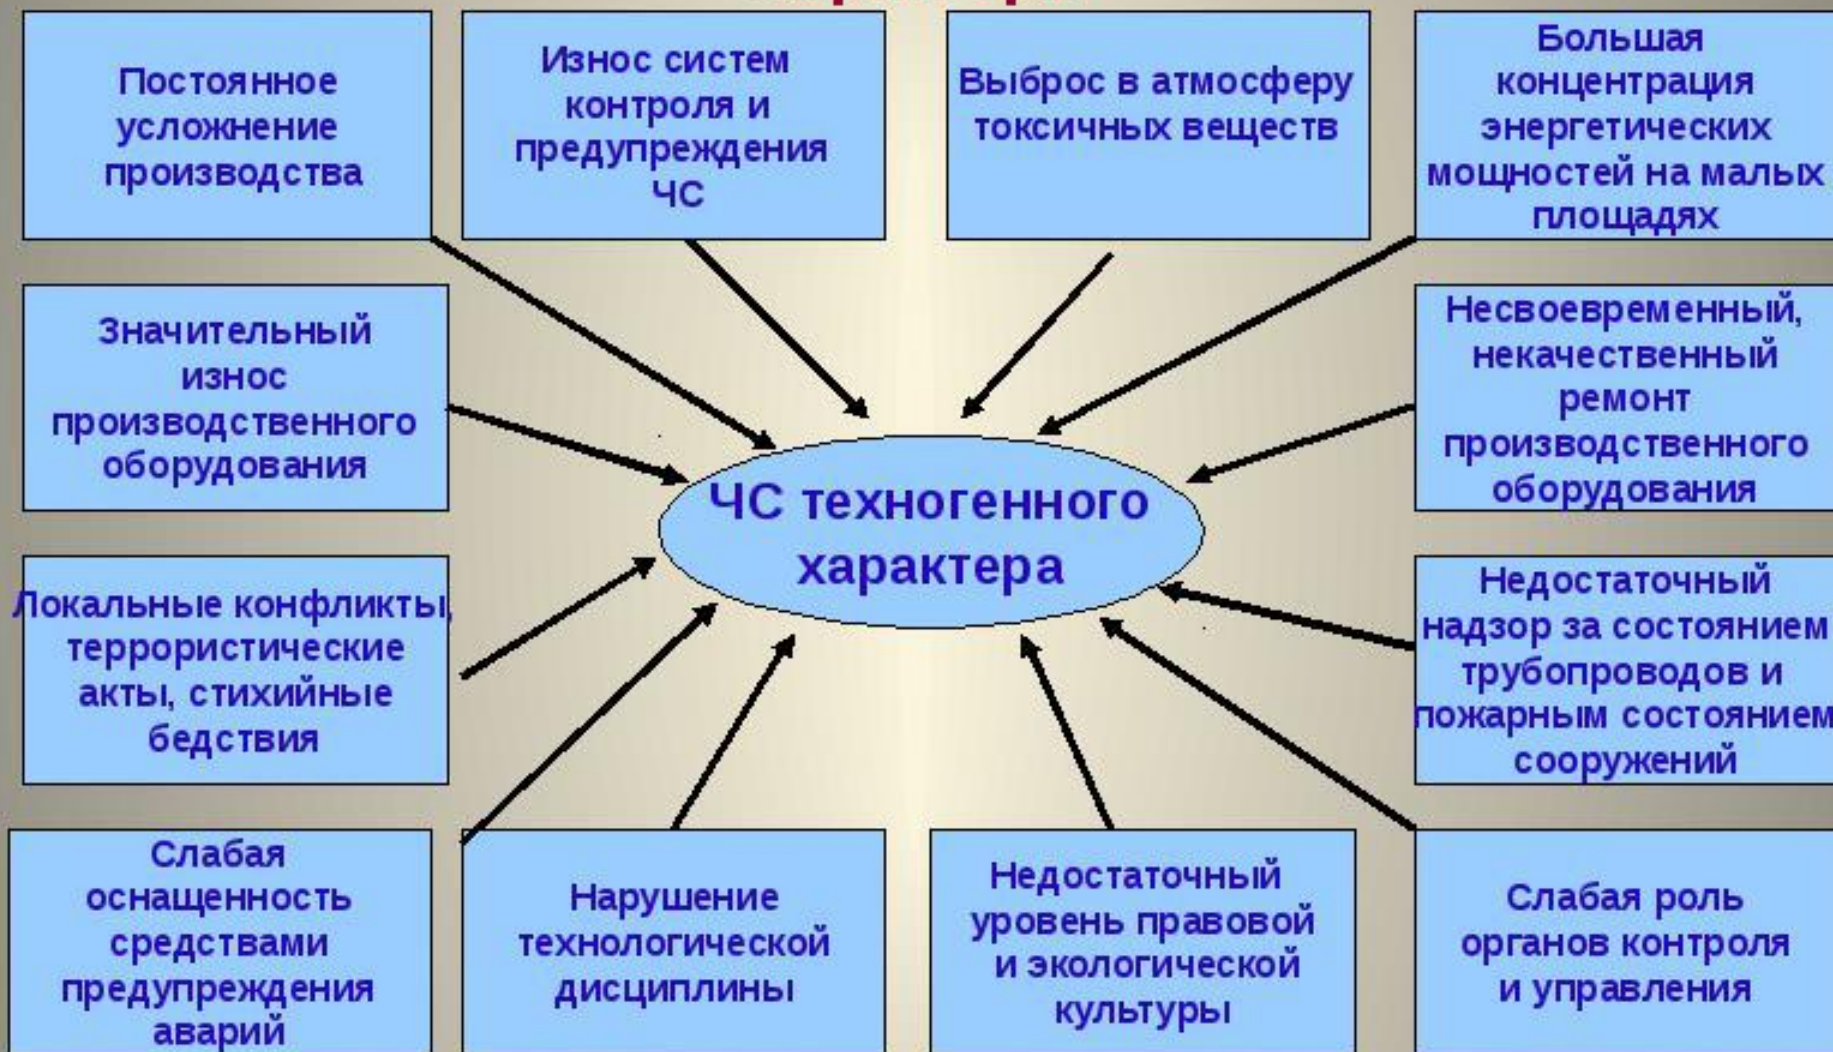 Постоянное
усложнение
производства
Износ систем
контроля и
предупреждения
ЧС
Выброс в атмосферу
токсичных веществ
Большая
концентрация
энергетических
мощностей на малых
площадях
Значительный
износ
производственного
оборудования
Несвоевременный,
некачественный
ремонт
производственного
оборудования
ЧС техногенного
характера
Локальные конфликты,
террористические
акты, стихийные
бедствия
Недостаточный
надзор за состоянием
трубопроводов и
пожарным состоянием
сооружений
Слабая
оснащенность
средствами
предупреждения
аварий
Нарушение
технологической
дисциплины
Недостаточный
уровень правовой
и экологической
культуры
Слабая роль
органов контроля
и управления